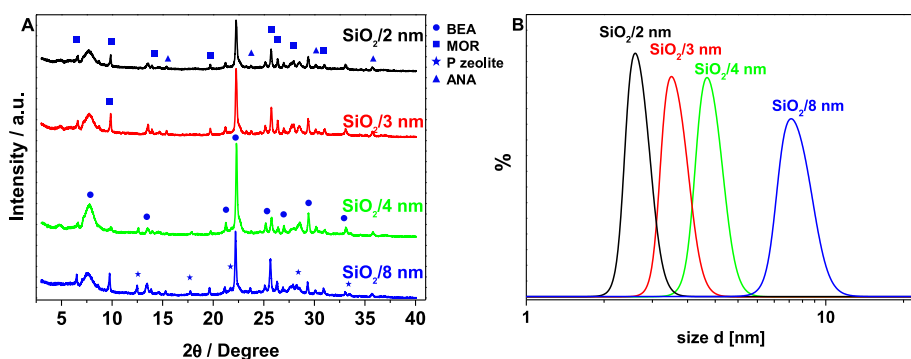 A
SiO2/2 nm
SiO2/3 nm
SiO2/4 nm
SiO2/8 nm
Intensity / a.u.
5 10 15 20 25 30 35 40
2θ / Degree
BEA
MOR
P zeolite
ANA
B
SiO2/2 nm
SiO2/3 nm
SiO2/4 nm
SiO2/8 nm
%
1 10
size d [nm]